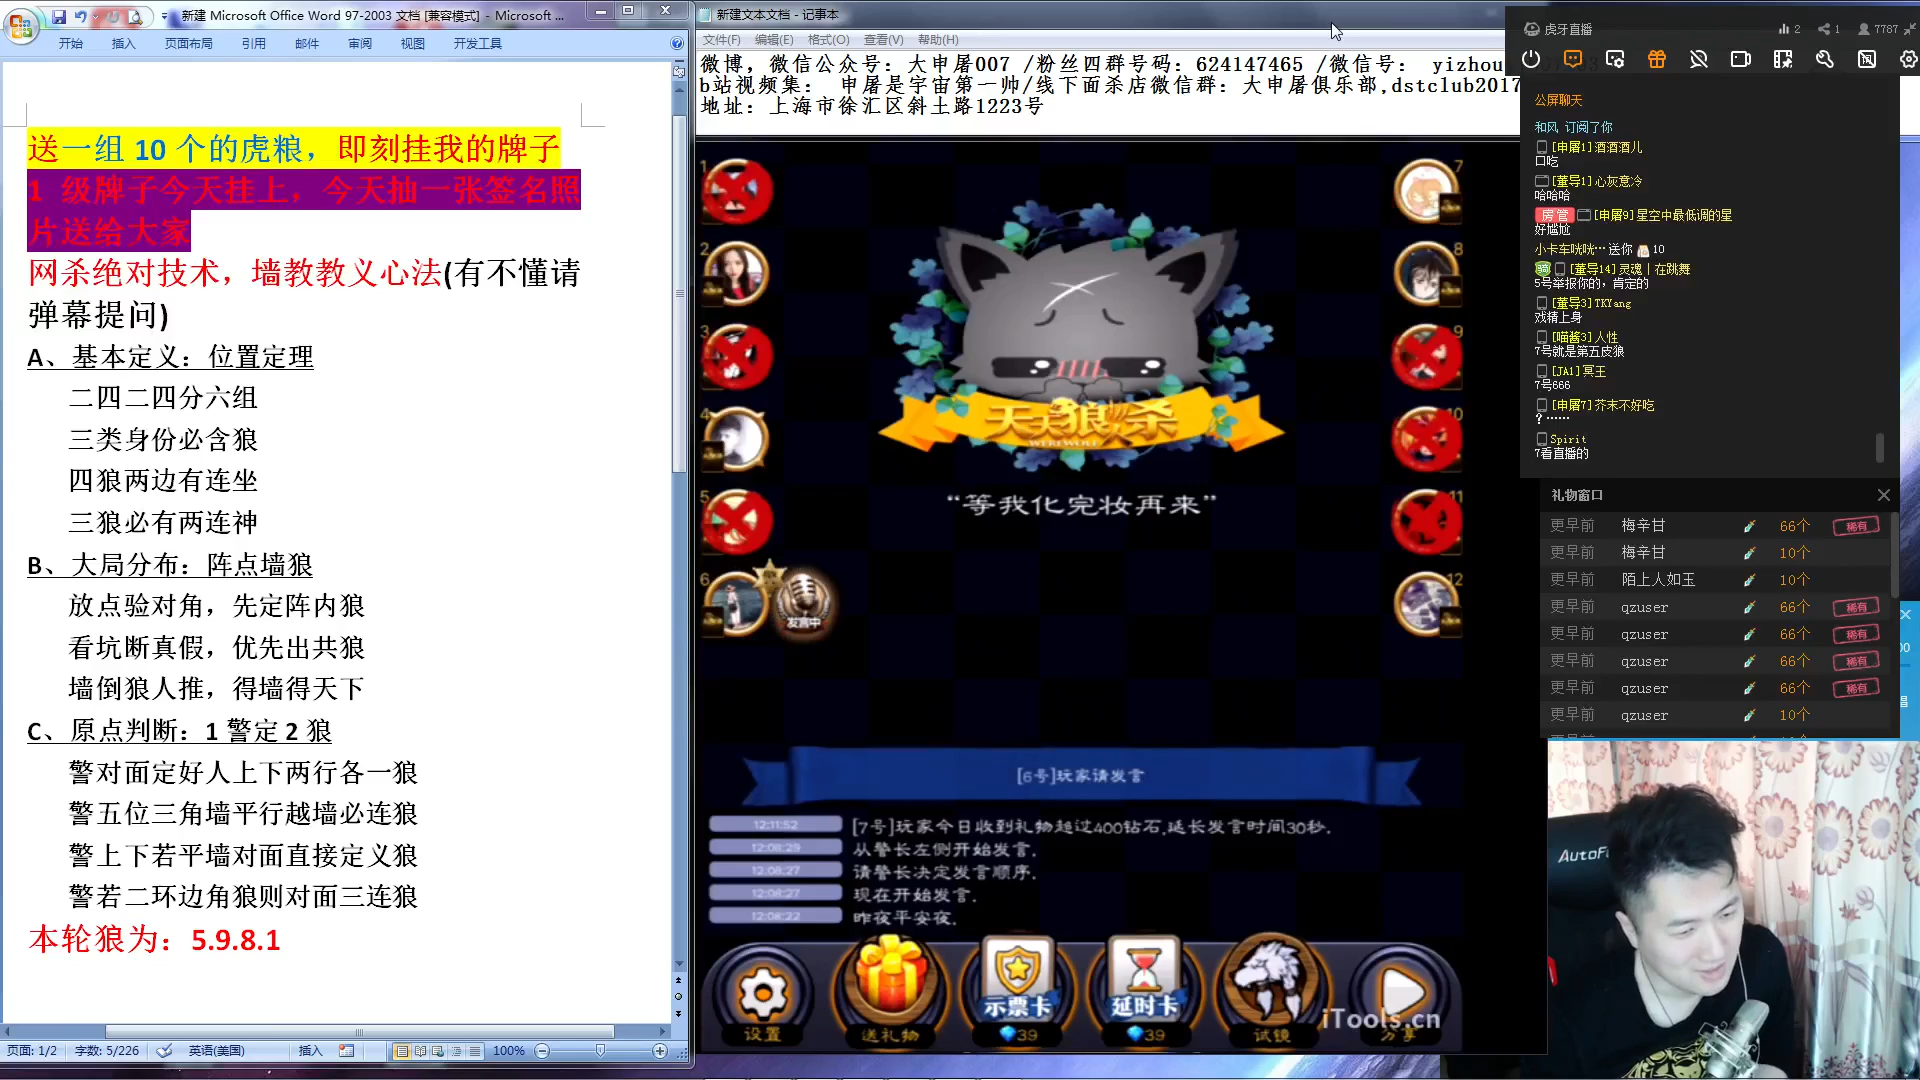 新建 Microsoft Office Word 97-2003 文档 [兼容模式] - Microsoft ...
开始 插入 页面布局 引用 邮件 审阅 视图 开发工具
送一组 10 个的虎粮，即刻挂我的牌子
1 级牌子今天挂上，今天抽一张签名照
片送给大家
网杀绝对技术，墙教教义心法(有不懂请
弹幕提问)
A、基本定义：位置定理
二四二四分六组
三类身份必含狼
四狼两边有连坐
三狼必有两连神
B、大局分布：阵点墙狼
放点验对角，先定阵内狼
看坑断真假，优先出共狼
墙倒狼人推，得墙得天下
C、原点判断：1 警定 2 狼
警对面定好人上下两行各一狼
警五位三角墙平行越墙必连狼
警上下若平墙对面直接定义狼
警若二环边角狼则对面三连狼
本轮狼为：5.9.8.1
页面: 1/2 字数: 5/226 英语(美国) 插入 100%
新建文本文档 - 记事本
文件(F) 编辑(E) 格式(O) 查看(V) 帮助(H)
微博，微信公众号：大申屠007 /粉丝四群号码：624147465 /微信号： yizhou
b站视频集： 申屠是宇宙第一帅/线下面杀店微信群：大申屠俱乐部,dstclub2017
地址：上海市徐汇区斜土路1223号
1
2
3
4
5
6
7
8
9
10
11
12
发言中
天天狼杀
WEREWOLF
“等我化完妆再来”
[6号]玩家请发言
12:11:52 [7号]玩家今日收到礼物超过400钻石,延长发言时间30秒.
12:08:29 从警长左侧开始发言.
12:08:27 请警长决定发言顺序.
12:08:27 现在开始发言.
12:08:22 昨夜平安夜.
设置 送礼物 示票卡 39 延时卡 39 试镜 分享
iTools.cn
虎牙直播 2 1 7787
公屏聊天
和风 订阅了你
[申屠1]酒酒酒儿
口吃
[董导1]心灰意冷
哈哈哈
房管 [申屠9]星空中最低调的星
好尴尬
小卡车咣咣… 送你 10
[董导14]灵魂丨在跳舞
5号举报你的，肯定的
[董导3]TKYang
戏精上身
[喵酱3]人性
7号就是第五皮狼
[JA1]冥王
7号666
[申屠7]芥末不好吃
？……
Spirit
7看直播的
礼物窗口
更早前 梅辛甘 66个 稀有
更早前 梅辛甘 10个
更早前 陌上人如玉 10个
更早前 qzuser 66个 稀有
更早前 qzuser 66个 稀有
更早前 qzuser 66个 稀有
更早前 qzuser 66个 稀有
更早前 qzuser 10个